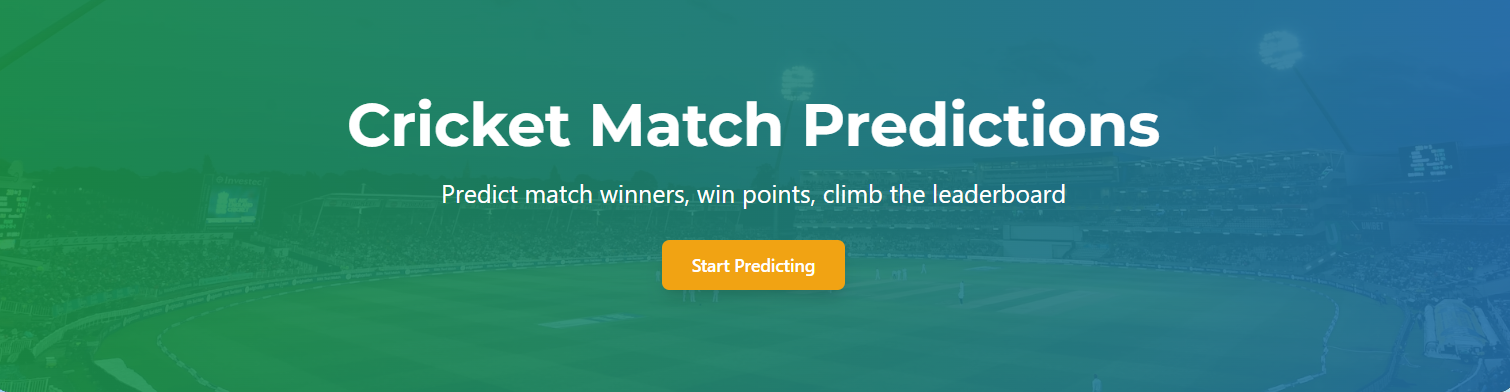 Cricket Match Predictions
Predict match winners, win points, climb the leaderboard
Start Predicting